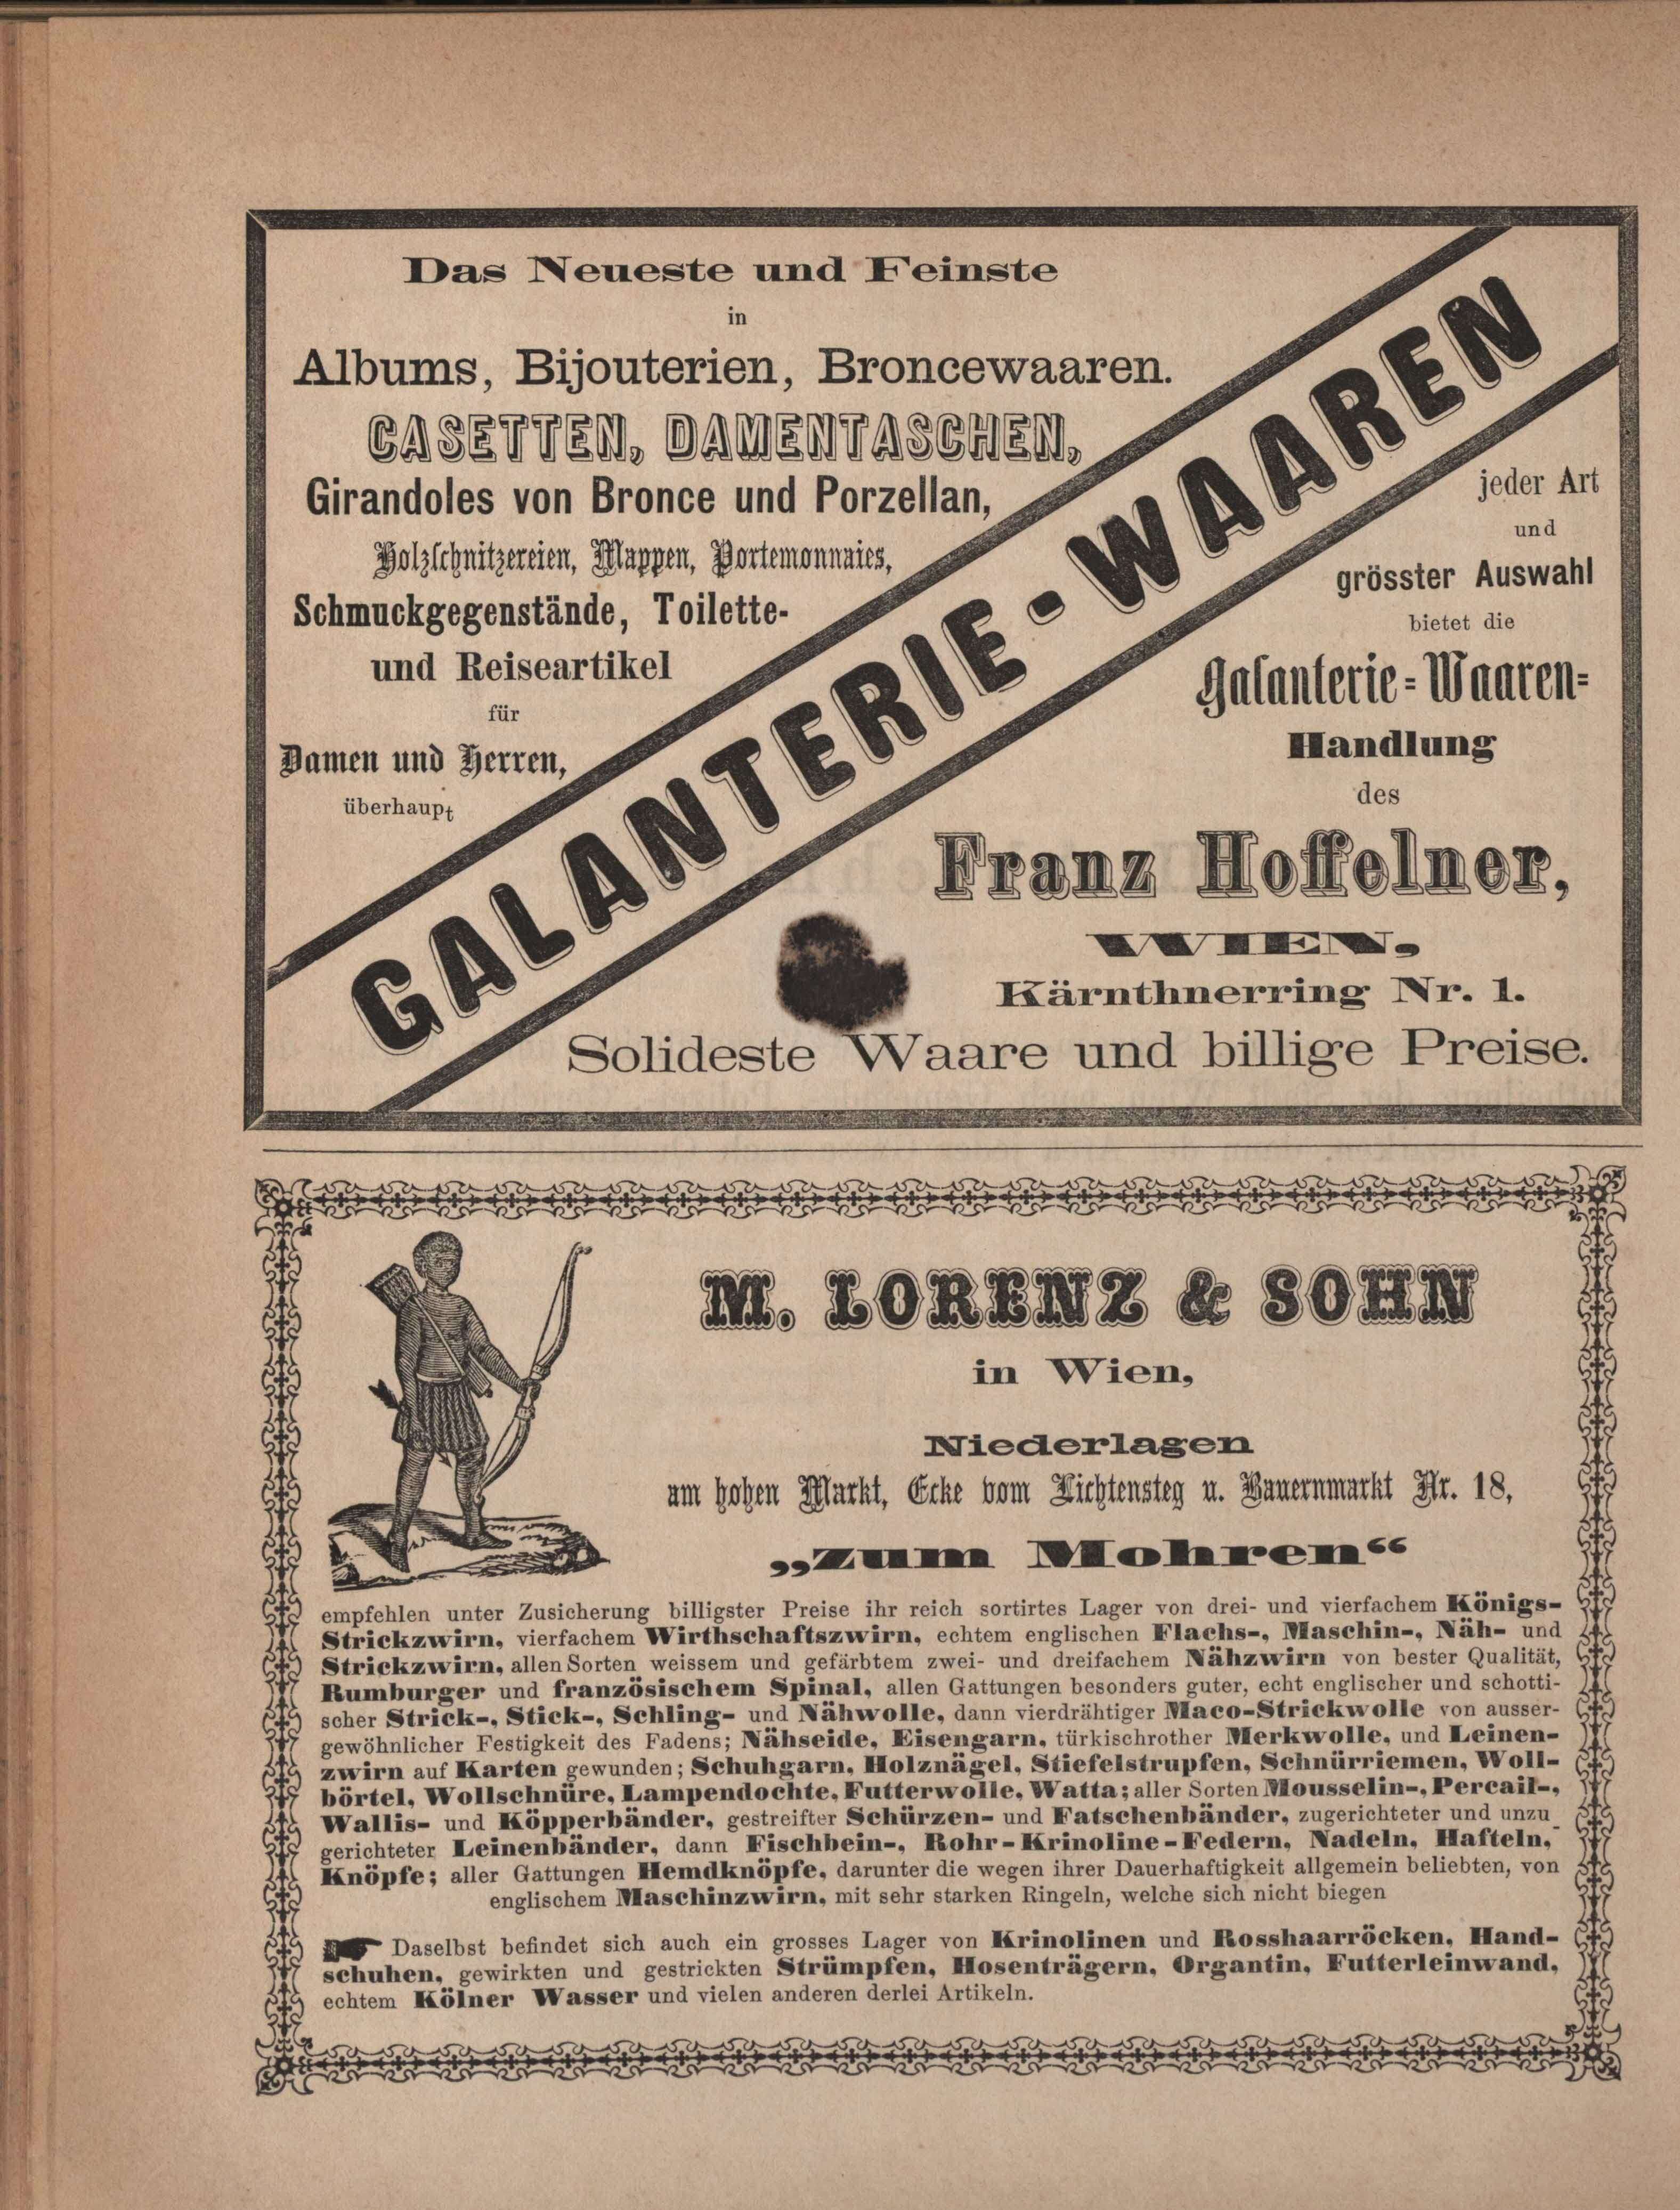 Das Neueste und Feinste
in
Albums, Bijouterien, Broncewaaren.
CASETTEN, DAMENTASCHEN,
Girandoles von Bronce und Porzellan,
Holzschnitzereien, Mappen, Portemonnaies,
Schmuckgegenstände, Toilette-
und Reiseartikel
für
Damen und Herren,
überhaupt
GALANTERIE-WAAREN
jeder Art
und
grösster Auswahl
bietet die
Galanterie-Waaren-
Handlung
des
Franz Hoffelner,
WIEN,
Kärnthnerring Nr. 1.
Solideste Waare und billige Preise.
M. LORENZ & SOHN
in Wien,
Niederlagen
am hohen Markt, Ecke vom Lichtensteg u. Bauernmarkt Nr. 18,
„zum Mohren“
empfehlen unter Zusicherung billigster Preise ihr reich sortirtes Lager von drei- und vierfachem Königs-
Strickzwirn, vierfachem Wirthschaftszwirn, echtem englischen Flachs-, Maschin-, Näh- und
Strickzwirn, allen Sorten weissem und gefärbtem zwei- und dreifachem Nähzwirn von bester Qualität,
Rumburger und französischem Spinal, allen Gattungen besonders guter, echt englischer und schotti-
scher Strick-, Stick-, Schling- und Nähwolle, dann vierdrähtiger Maco-Strickwolle von ausser-
gewöhnlicher Festigkeit des Fadens; Nähseide, Eisengarn, türkischrother Merkwolle, und Leinen-
zwirn auf Karten gewunden; Schuhgarn, Holznägel, Stiefelstrupfen, Schnürriemen, Woll-
börtel, Wollschnüre, Lampendochte, Futterwolle, Watta; aller Sorten Mousselin-, Percail-,
Wallis- und Köpperbänder, gestreifter Schürzen- und Fatschenbänder, zugerichteter und unzu-
gerichteter Leinenbänder, dann Fischbein-, Rohr-Krinoline-Federn, Nadeln, Hafteln,
Knöpfe; aller Gattungen Hemdknöpfe, darunter die wegen ihrer Dauerhaftigkeit allgemein beliebten, von
englischem Maschinzwirn, mit sehr starken Ringeln, welche sich nicht biegen
Daselbst befindet sich auch ein grosses Lager von Krinolinen und Rosshaarröcken, Hand-
schuhen, gewirkten und gestrickten Strümpfen, Hosenträgern, Organtin, Futterleinwand,
echtem Kölner Wasser und vielen anderen derlei Artikeln.